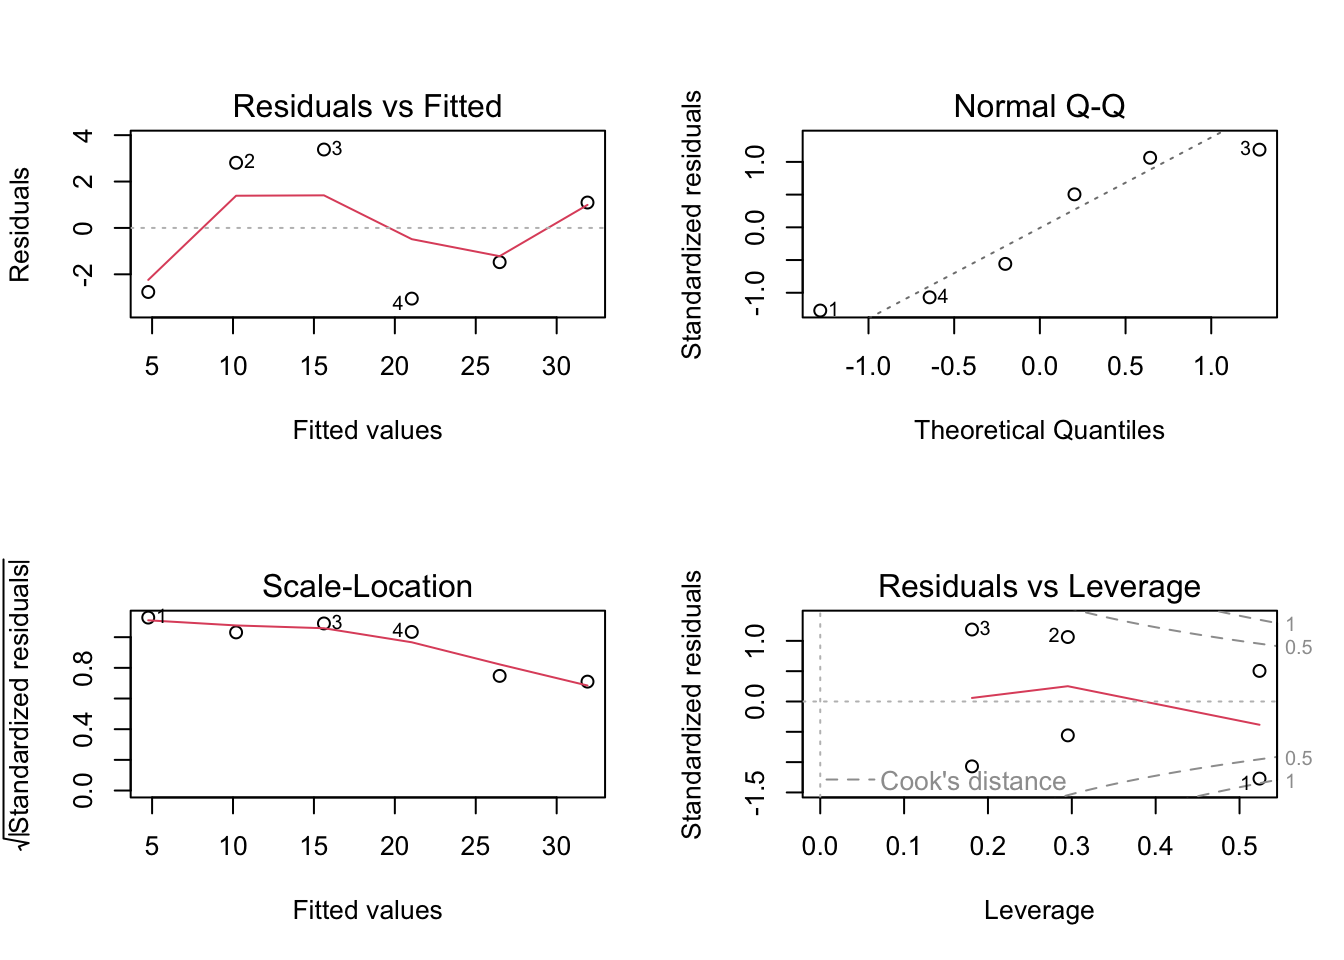 Residuals vs Fitted
Residuals
4
2
0
-2
2
3
4
5 10 15 20 25 30
Fitted values
Normal Q-Q
Standardized residuals
1.0
0.0
-1.0
3
4
1
-1.0 -0.5 0.0 0.5 1.0
Theoretical Quantiles
Scale-Location
√|Standardized residuals|
0.8
0.4
0.0
1
3
4
5 10 15 20 25 30
Fitted values
Residuals vs Leverage
Standardized residuals
1.0
0.0
-1.5
3
2
1
1
0.5
0.5
1
Cook's distance
0.0 0.1 0.2 0.3 0.4 0.5
Leverage